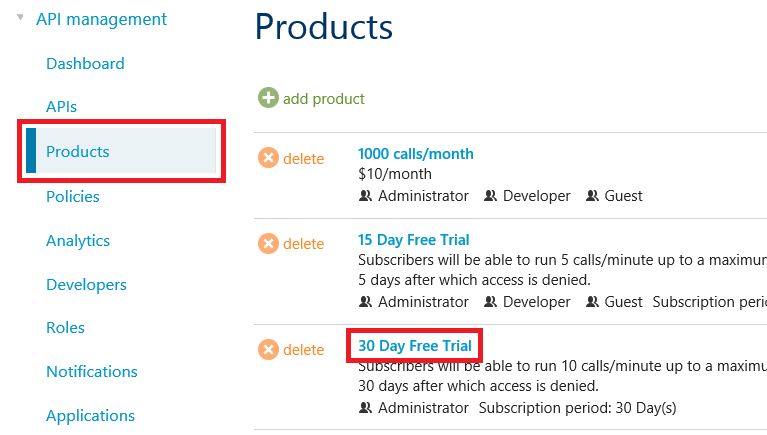 API management
Dashboard
APIs
Products
Policies
Analytics
Developers
Roles
Notifications
Applications
Products
add product
delete
1000 calls/month
$10/month
Administrator Developer Guest
delete
15 Day Free Trial
Subscribers will be able to run 5 calls/minute up to a maximum
5 days after which access is denied.
Administrator Developer Guest Subscription perio
delete
30 Day Free Trial
Subscribers will be able to run 10 calls/minute up to a maximu
30 days after which access is denied.
Administrator Subscription period: 30 Day(s)